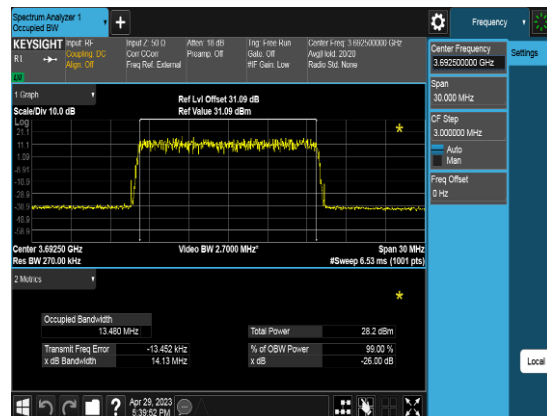 Spectrum Analyzer 1
Occupied BW
+
Frequency
KEYSIGHT
R1
LXI
Input: RF
Coupling: DC
Align: Off
Input Z: 50 Ω
Corr CCorr
Freq Ref: External
Atten: 18 dB
Preamp: Off
Trig: Free Run
Gate: Off
#IF Gain: Low
Center Freq: 3.692500000 GHz
Avg|Hold: 20/20
Radio Std: None
Center Frequency
3.692500000 GHz
Settings
Span
30.000 MHz
CF Step
3.000000 MHz
Auto
Man
Freq Offset
0 Hz
Local
1 Graph
Scale/Div 10.0 dB
Ref Lvl Offset 31.09 dB
Ref Value 31.09 dBm
Log
21.1
11.1
1.09
-8.91
-18.9
-28.9
-38.9
-48.9
-58.9
Center 3.69250 GHz
Video BW 2.7000 MHz*
Span 30 MHz
Res BW 270.00 kHz
#Sweep 6.53 ms (1001 pts)
2 Metrics
Occupied Bandwidth
13.480 MHz
Total Power 28.2 dBm
Transmit Freq Error -13.452 kHz
% of OBW Power 99.00 %
x dB Bandwidth 14.13 MHz
x dB -26.00 dB
?
Apr 29, 2023
5:39:52 PM